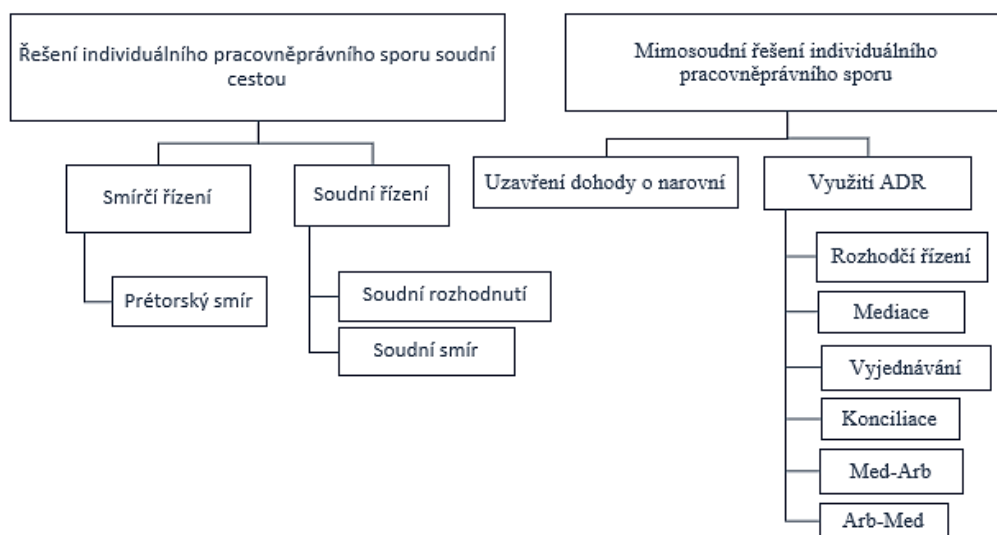 Řešení individuálního pracovněprávního sporu soudní
cestou
Smírčí řízení
Soudní řízení
Prétorský smír
Soudní rozhodnutí
Soudní smír
Mimosoudní řešení individuálního
pracovněprávního sporu
Uzavření dohody o narovní
Využití ADR
Rozhodčí řízení
Mediace
Vyjednávání
Konciliace
Med-Arb
Arb-Med